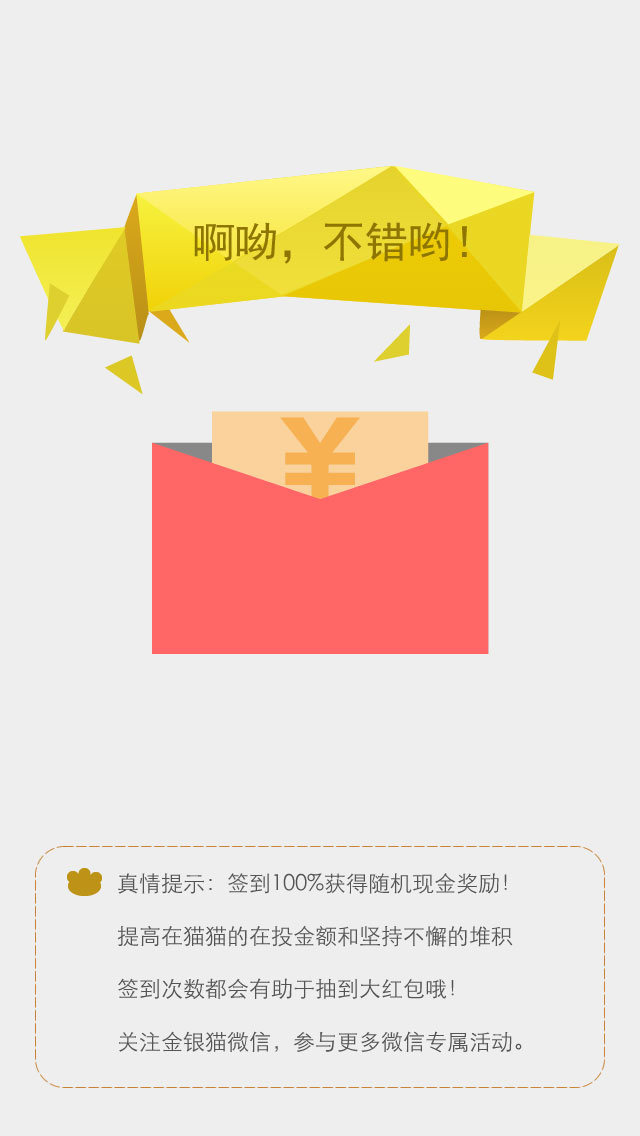 啊呦，不错哟！
¥
真情提示：签到100%获得随机现金奖励！
提高在猫猫的在投金额和坚持不懈的堆积
签到次数都会有助于抽到大红包哦！
关注金银猫微信，参与更多微信专属活动。